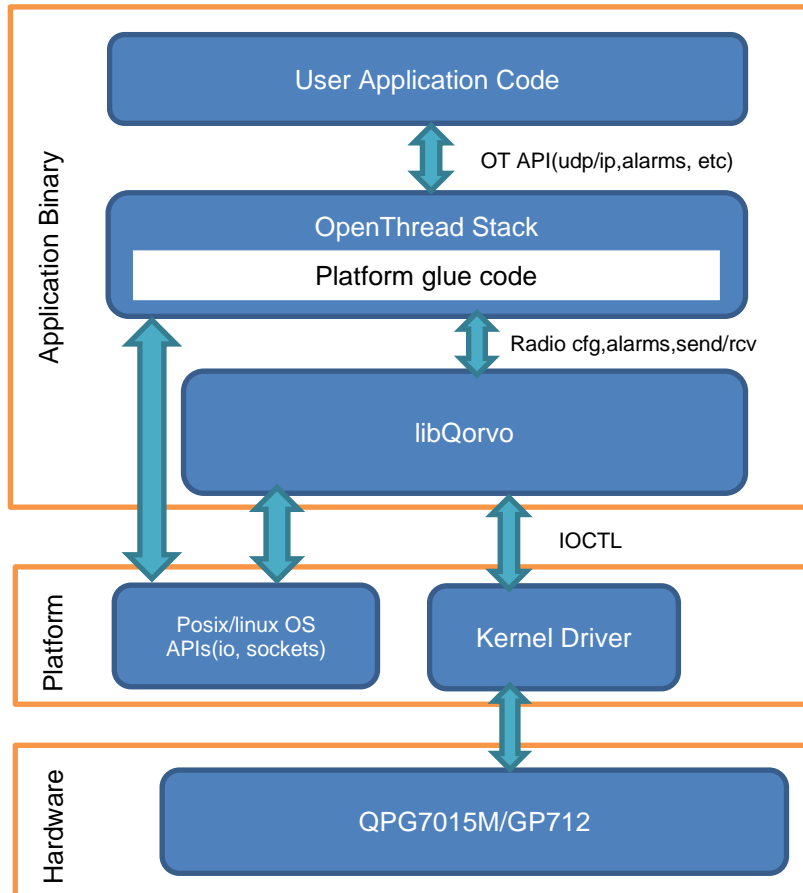 Application Binary
User Application Code
OT API(udp/ip,alarms, etc)
OpenThread Stack
Platform glue code
Radio cfg,alarms,send/rcv
libQorvo
IOCTL
Platform
Posix/linux OS
APIs(io, sockets)
Kernel Driver
Hardware
QPG7015M/GP712